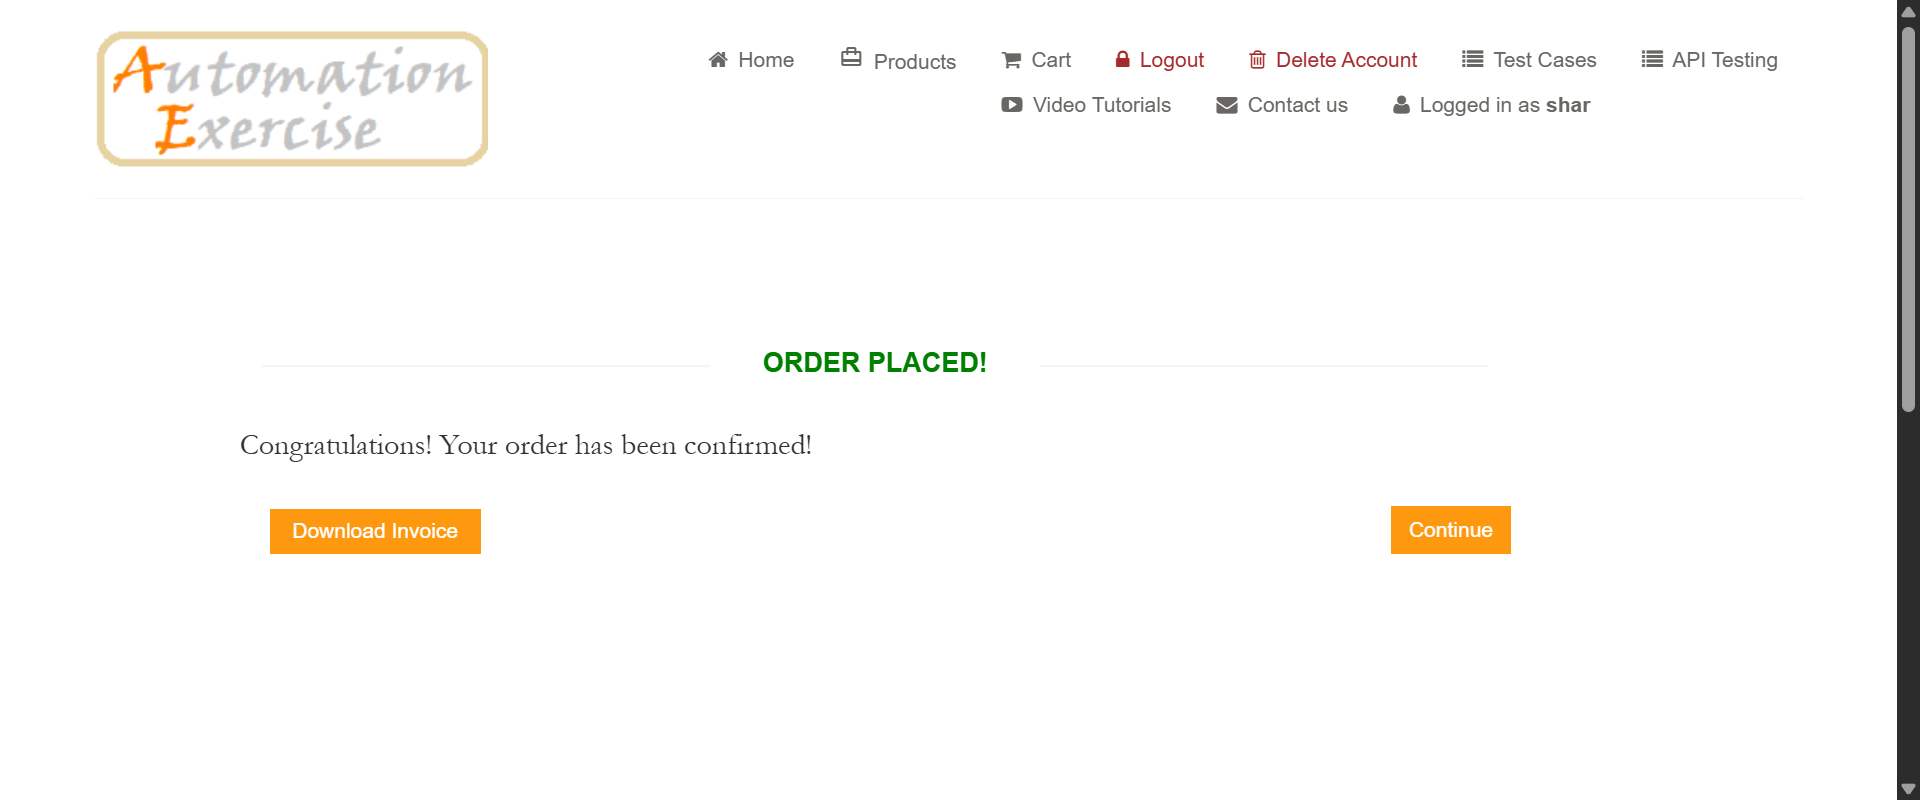 Automation
Exercise
Home Products Cart Logout Delete Account Test Cases API Testing
Video Tutorials Contact us Logged in as shar
ORDER PLACED!
Congratulations! Your order has been confirmed!
Download Invoice Continue